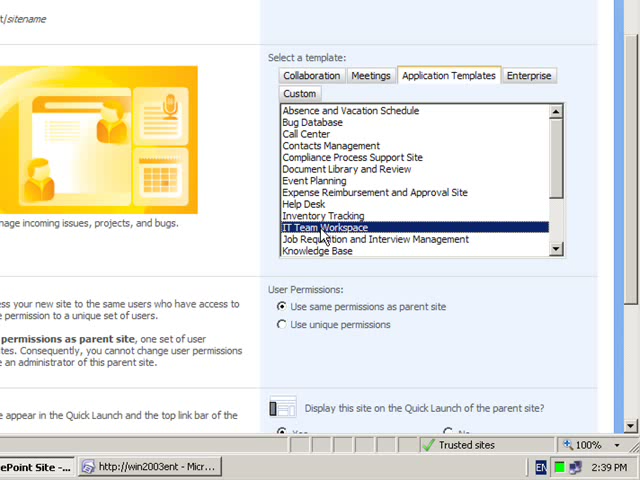 t/sitename
Select a template:
Collaboration Meetings Application Templates Enterprise
Custom
Absence and Vacation Schedule
Bug Database
Call Center
Contacts Management
Compliance Process Support Site
Document Library and Review
Event Planning
Expense Reimbursement and Approval Site
Help Desk
Inventory Tracking
IT Team Workspace
Job Requisition and Interview Management
Knowledge Base
nage incoming issues, projects, and bugs.
User Permissions:
ess your new site to the same users who have access to
e permission to a unique set of users.
Use same permissions as parent site
Use unique permissions
permissions as parent site, one set of user
tes. Consequently, you cannot change user permissions
e an administrator of this parent site.
e appear in the Quick Launch and the top link bar of the
Display this site on the Quick Launch of the parent site?
Yes No
Trusted sites 100%
ePoint Site -... http://win2003ent - Micr... EN 2:39 PM